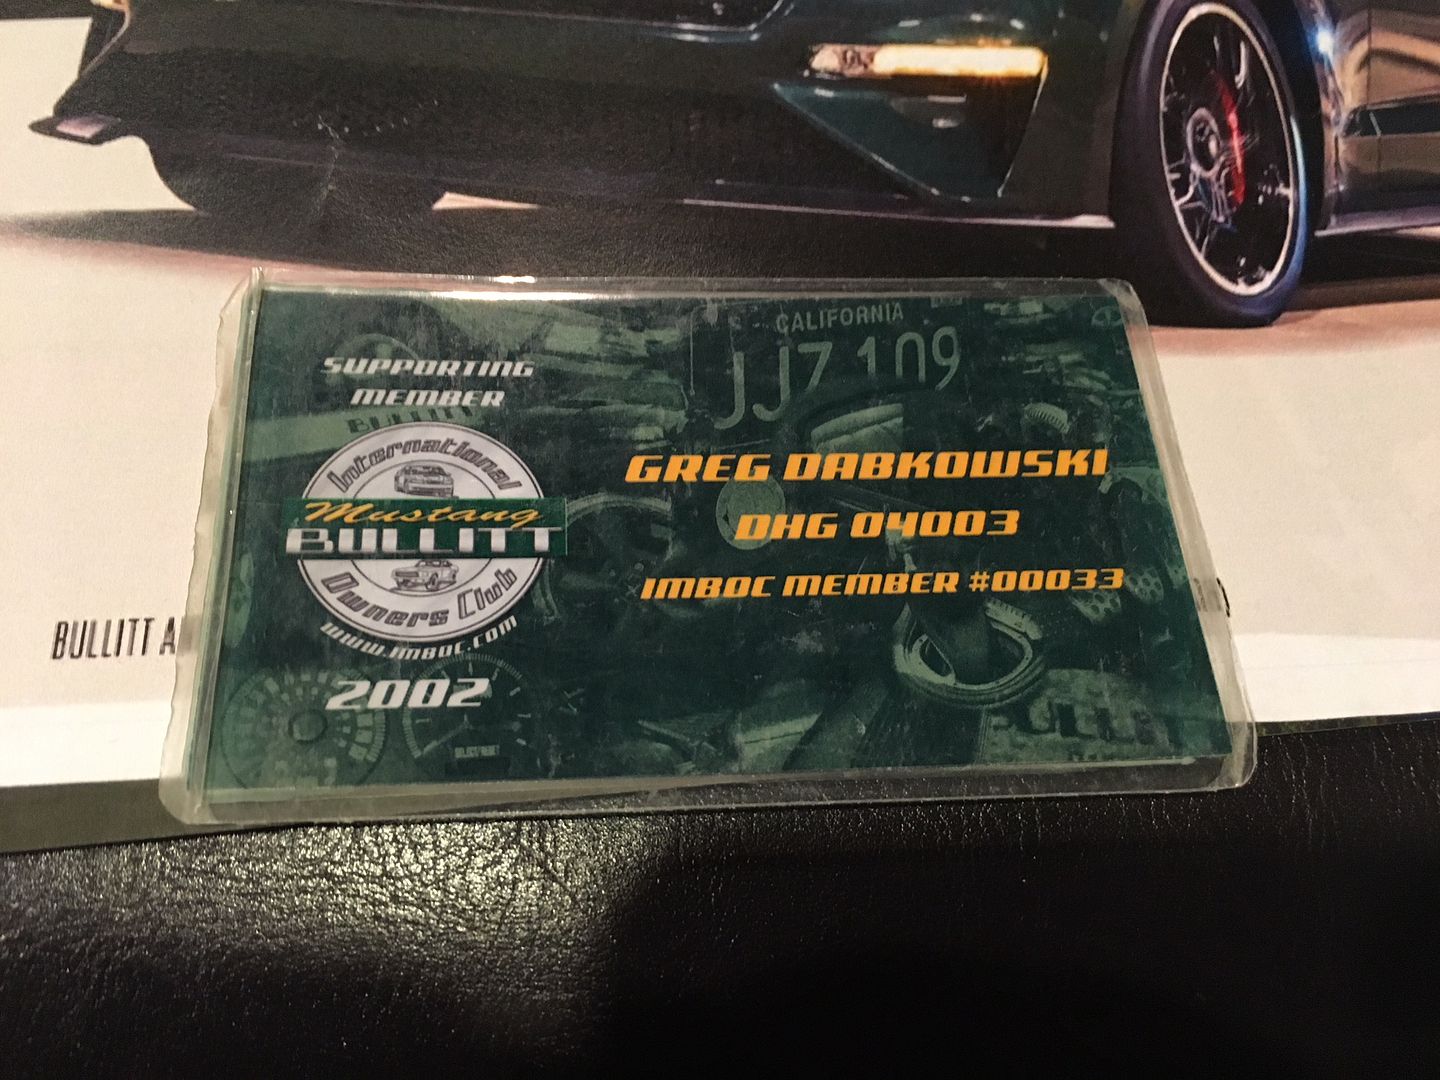 CALIFORNIA
JJZ 109
SUPPORTING
MEMBER
BULLITT
International
Mustang
BULLITT
Owners Club
www.IMBOC.com
2002
GREG DABKOWSKI
DHG 04003
IMBOC MEMBER #00033
BULLITT
BULLITT A